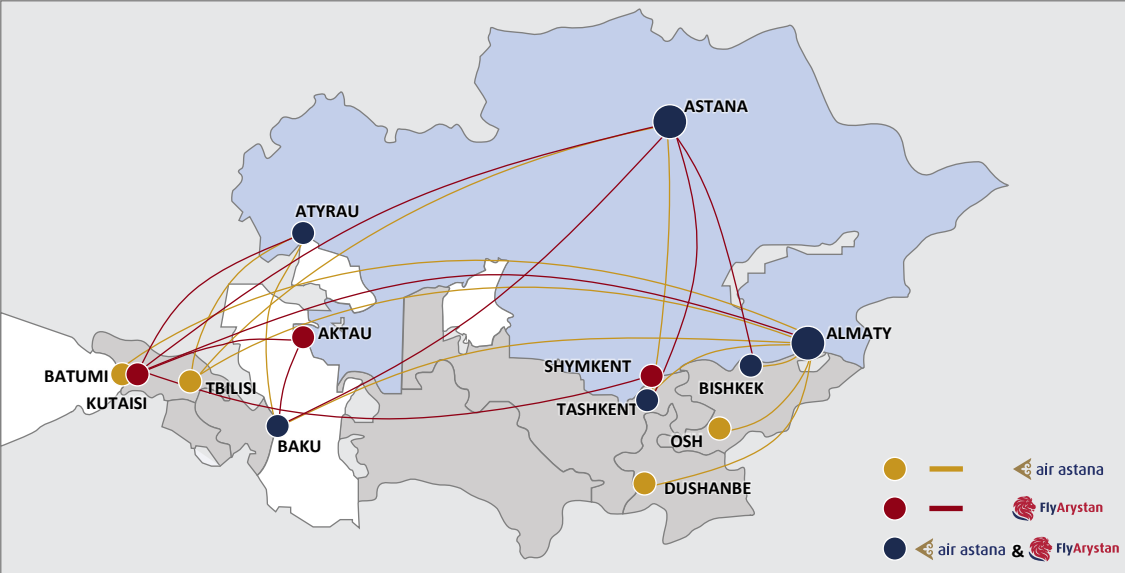 ASTANA
ATYRAU
AKTAU
ALMATY
SHYMKENT
BATUMI
TBILISI
BISHKEK
KUTAISI
TASHKENT
BAKU
OSH
DUSHANBE
air astana
FlyArystan
air astana & FlyArystan